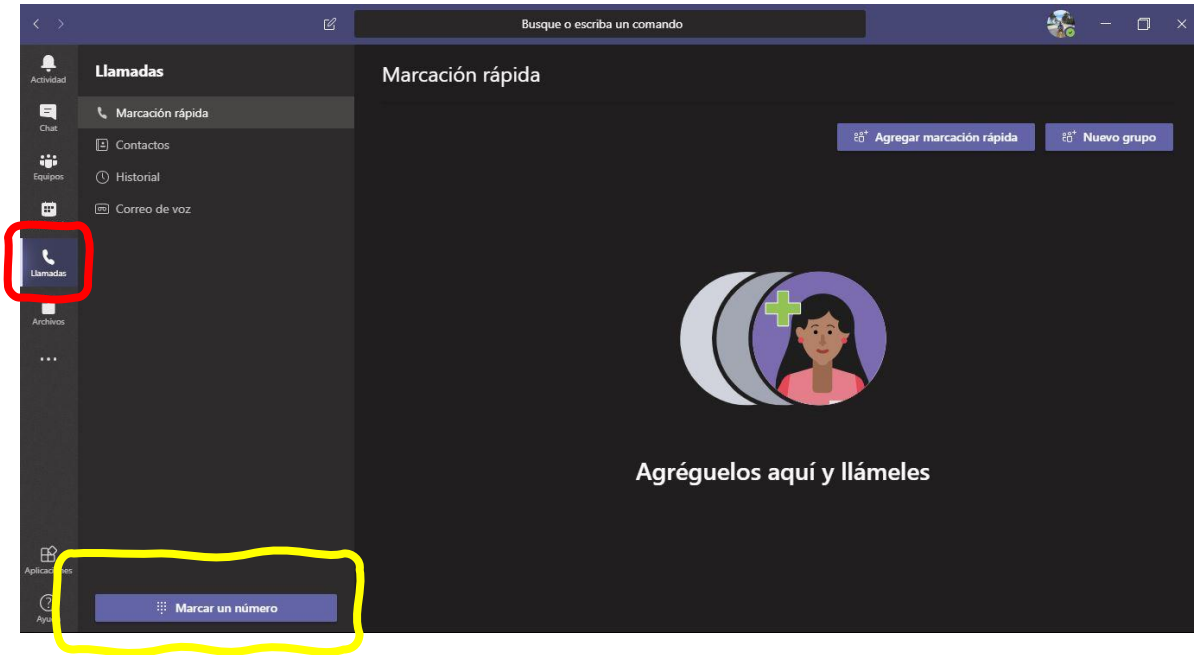 Busque o escriba un comando
Actividad
Chat
Equipos
Llamadas
Archivos
Aplicaciones
Llamadas
Marcación rápida
Contactos
Historial
Correo de voz
Marcar un número
Marcación rápida
Agregar marcación rápida
Nuevo grupo
Agréguelos aquí y llámeles